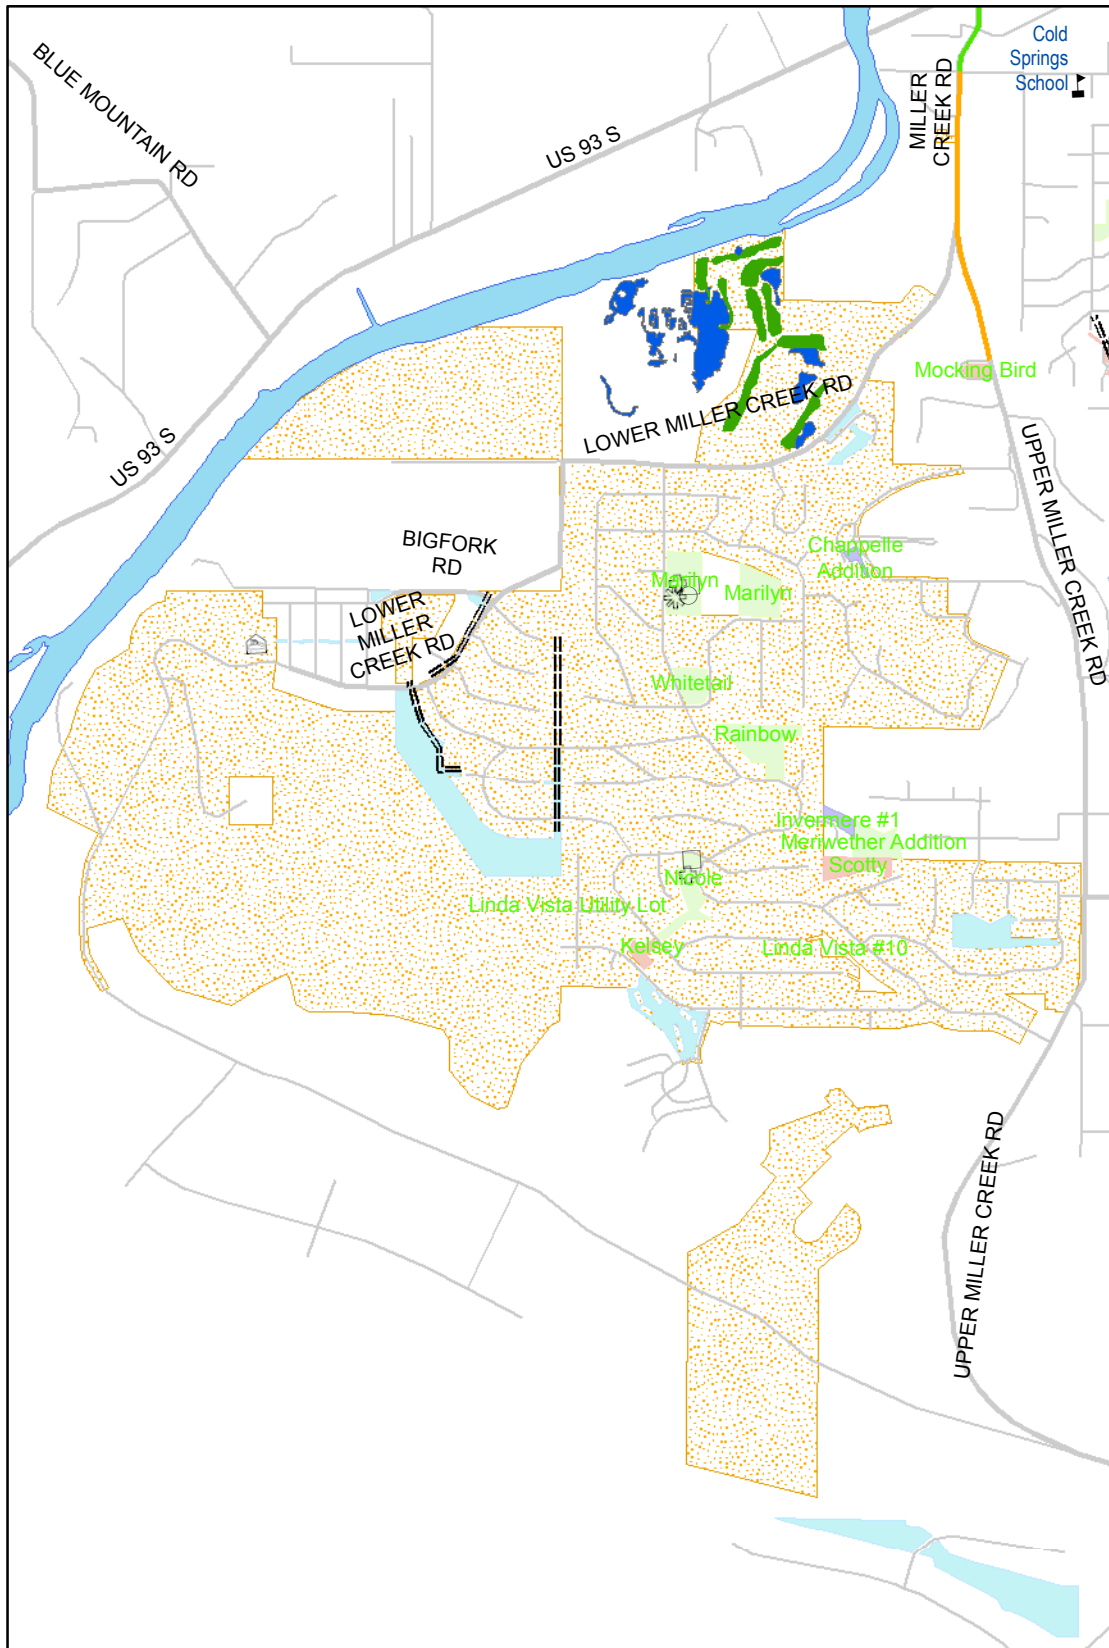 Cold
Springs
School
BLUE MOUNTAIN RD
US 93 S
MILLER
CREEK RD
Mocking Bird
LOWER MILLER CREEK RD
US 93 S
UPPER MILLER CREEK RD
BIGFORK
RD
Chappelle
Addition
Marilyn
Marilyn
LOWER
MILLER
CREEK RD
Whitetail
Rainbow
Invermere #1
Meriwether Addition
Scotty
Nicole
Linda Vista Utility Lot
Kelsey
Linda Vista #10
UPPER MILLER CREEK RD